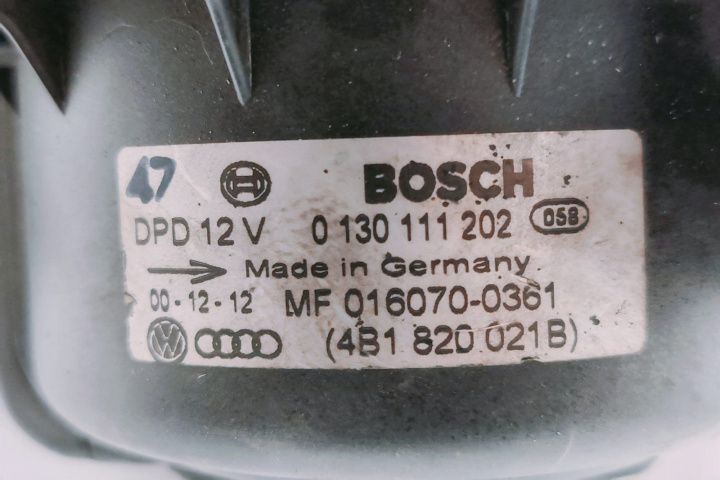 47 BOSCH
DPD 12 V 0 130 111 202 058
Made in Germany
00-12-12 MF 016070-0361
(4B1 820 021B)